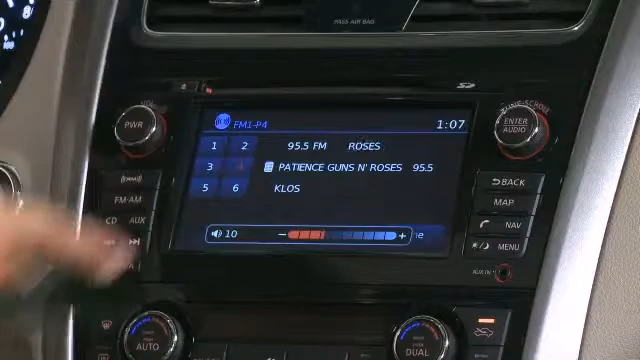 PASS AIR BAG
VOL
PWR
TUNE·SCROLL
ENTER
AUDIO
FM1-P4
1:07
1 2 95.5 FM ROSES
3 4 PATIENCE GUNS N' ROSES 95.5
5 6 KLOS
10 − +
FM·AM
CD AUX
BACK
MAP
NAV
MENU
AUX IN
AUTO
DUAL